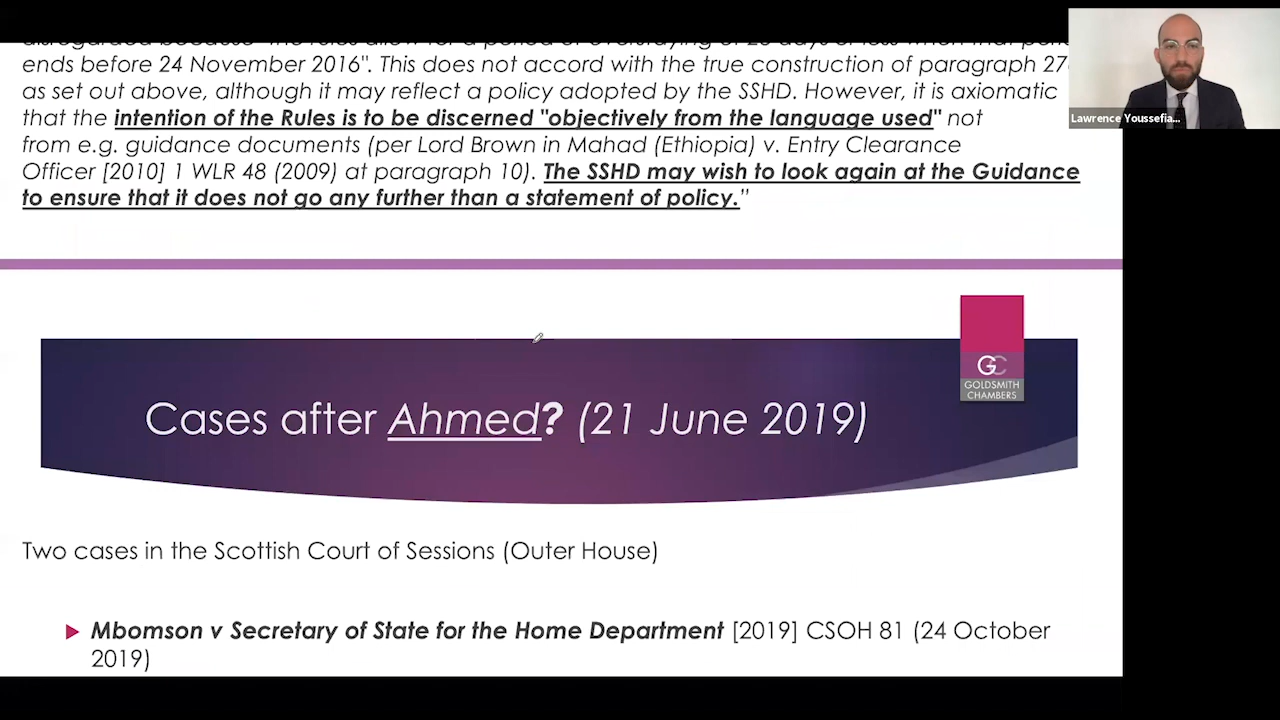 ends before 24 November 2016". This does not accord with the true construction of paragraph 27
as set out above, although it may reflect a policy adopted by the SSHD. However, it is axiomatic
that the intention of the Rules is to be discerned "objectively from the language used" not
from e.g. guidance documents (per Lord Brown in Mahad (Ethiopia) v. Entry Clearance
Officer [2010] 1 WLR 48 (2009) at paragraph 10). The SSHD may wish to look again at the Guidance
to ensure that it does not go any further than a statement of policy."
Lawrence Youssefia...
GC
GOLDSMITH
CHAMBERS
Cases after Ahmed? (21 June 2019)
Two cases in the Scottish Court of Sessions (Outer House)
Mbomson v Secretary of State for the Home Department [2019] CSOH 81 (24 October
2019)